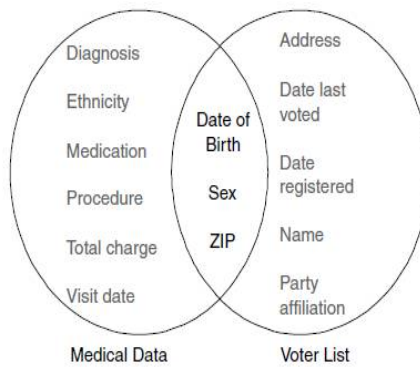 Diagnosis
Ethnicity
Medication
Procedure
Total charge
Visit date
Date of
Birth
Sex
ZIP
Address
Date last
voted
Date
registered
Name
Party
affiliation
Medical Data
Voter List